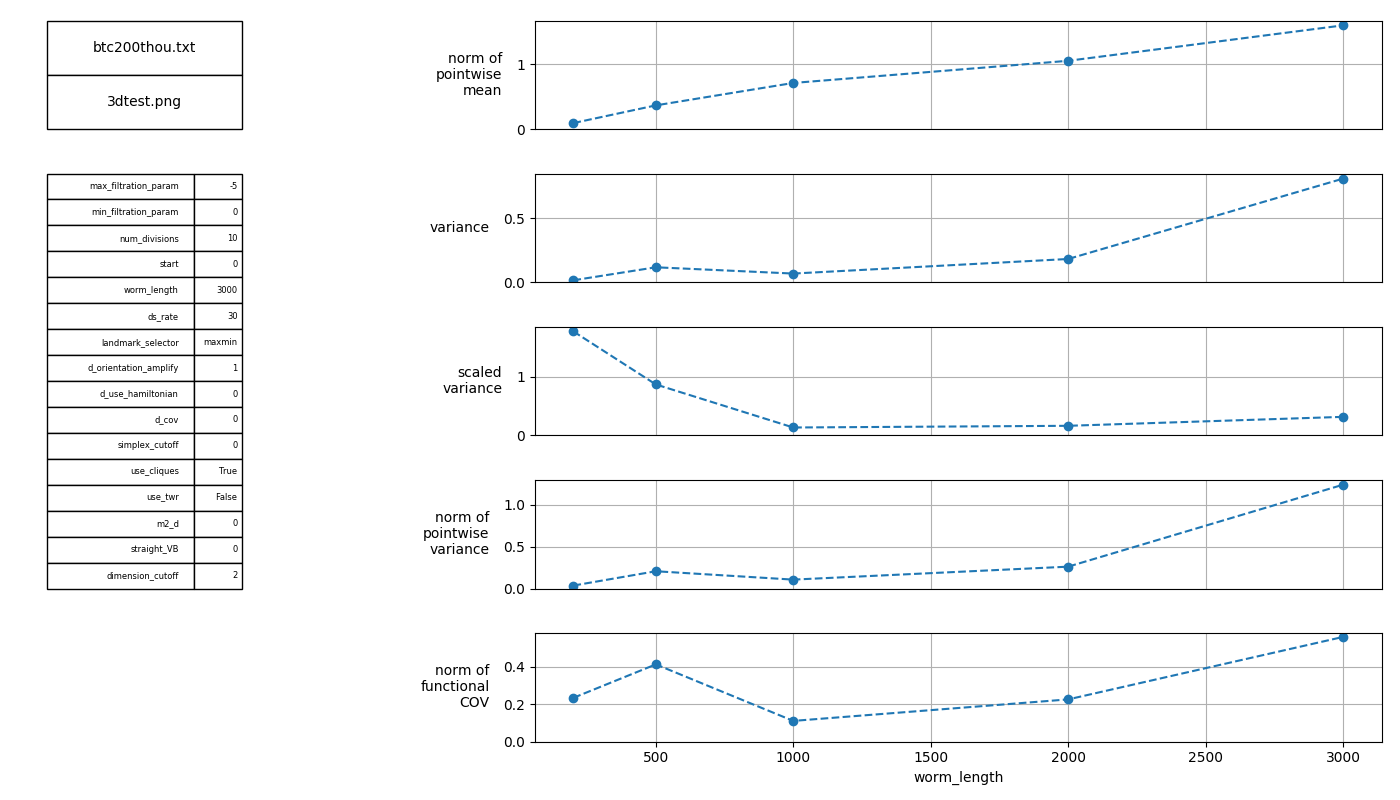 btc200thou.txt
3dtest.png
max_filtration_param -5
min_filtration_param 0
num_divisions 10
start 0
worm_length 3000
ds_rate 30
landmark_selector maxmin
d_orientation_amplify 1
d_use_hamiltonian 0
d_cov 0
simplex_cutoff 0
use_cliques True
use_twr False
m2_d 0
straight_VB 0
dimension_cutoff 2
norm of
pointwise
mean
1
0
variance
0.5
0.0
scaled
variance
1
0
norm of
pointwise
variance
1.0
0.5
0.0
norm of
functional
COV
0.4
0.2
0.0
500 1000 1500 2000 2500 3000
worm_length